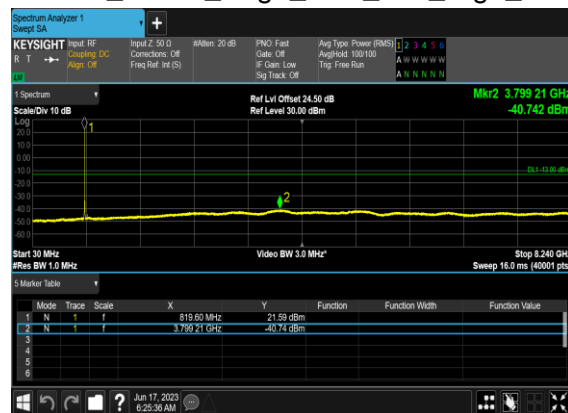 Spectrum Analyzer 1
Swept SA
KEYSIGHT Input: RF Input Z: 50 Ω #Atten: 20 dB PNO: Fast Avg Type: Power (RMS) 1 2 3 4 5 6
R T Coupling: DC Corrections: Off Gate: Off Avg|Hold: 100/100 A W W W W W
Align: Off Freq Ref: Int (S) IF Gain: Low Trig: Free Run
Sig Track: Off A N N N N N
1 Spectrum Ref Lvl Offset 24.50 dB Mkr2 3.799 21 GHz
Scale/Div 10 dB Ref Level 30.00 dBm -40.742 dBm
Log
20.0
10.0
0.00
-10.0
-20.0
-30.0
-40.0
-50.0
-60.0
1
DL1 -13.00 dBm
2
Start 30 MHz Video BW 3.0 MHz* Stop 8.240 GHz
#Res BW 1.0 MHz Sweep 16.0 ms (40001 pts)
5 Marker Table
Mode Trace Scale X Y Function Function Width Function Value
1 N 1 f 819.60 MHz 21.59 dBm
2 N 1 f 3.799 21 GHz -40.74 dBm
3
4
5
6
? Jun 17, 2023
6:25:36 AM